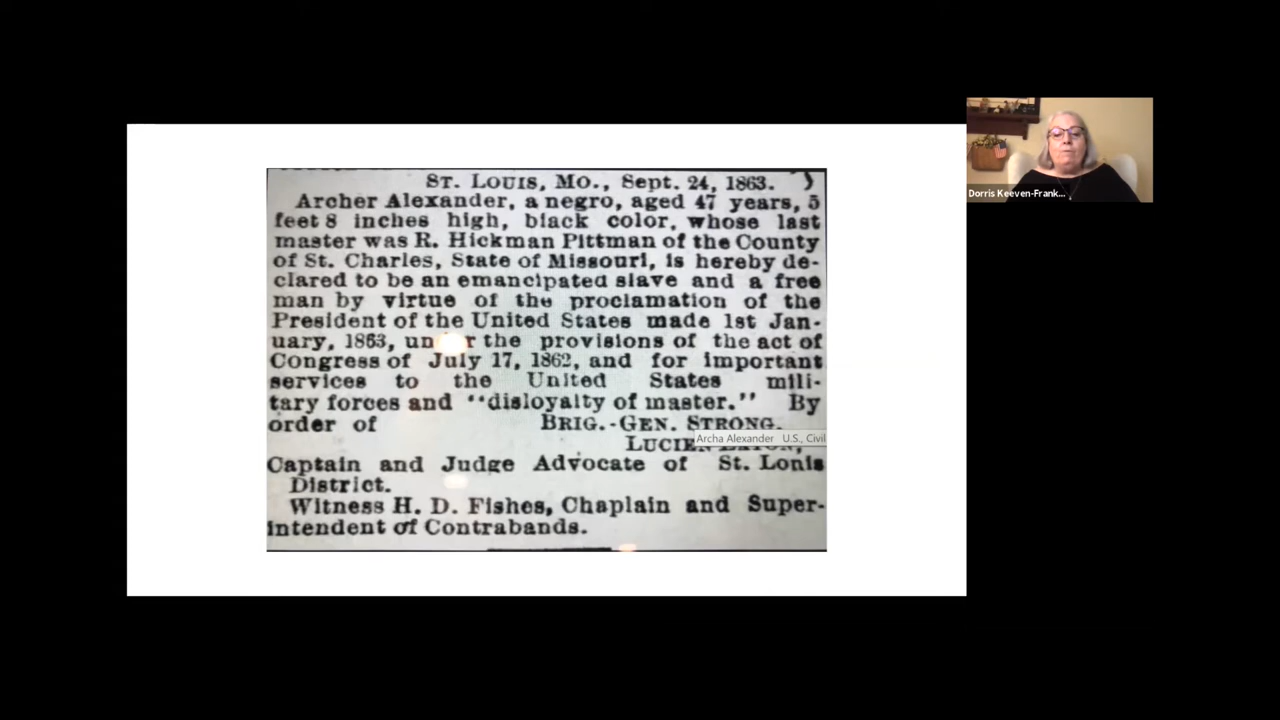 ST. LOUIS, MO., Sept. 24, 1863.
Archer Alexander, a negro, aged 47 years, 5
feet 8 inches high, black color, whose last
master was R. Hickman Pittman of the County
of St. Charles, State of Missouri, is hereby de-
clared to be an emancipated slave and a free
man by virtue of the proclamation of the
President of the United States made 1st Jan-
uary, 1863, un r the provisions of the act of
Congress of July 17, 1862, and for important
services to the United States mili-
tary forces and "disloyalty of master." By
order of BRIG.-GEN. STRONG.
Archa Alexander U.S., Civil
LUCIEN
Captain and Judge Advocate of St. Louis
District.
Witness H. D. Fishes, Chaplain and Super-
intendent of Contrabands.
Dorris Keeven-Frank...